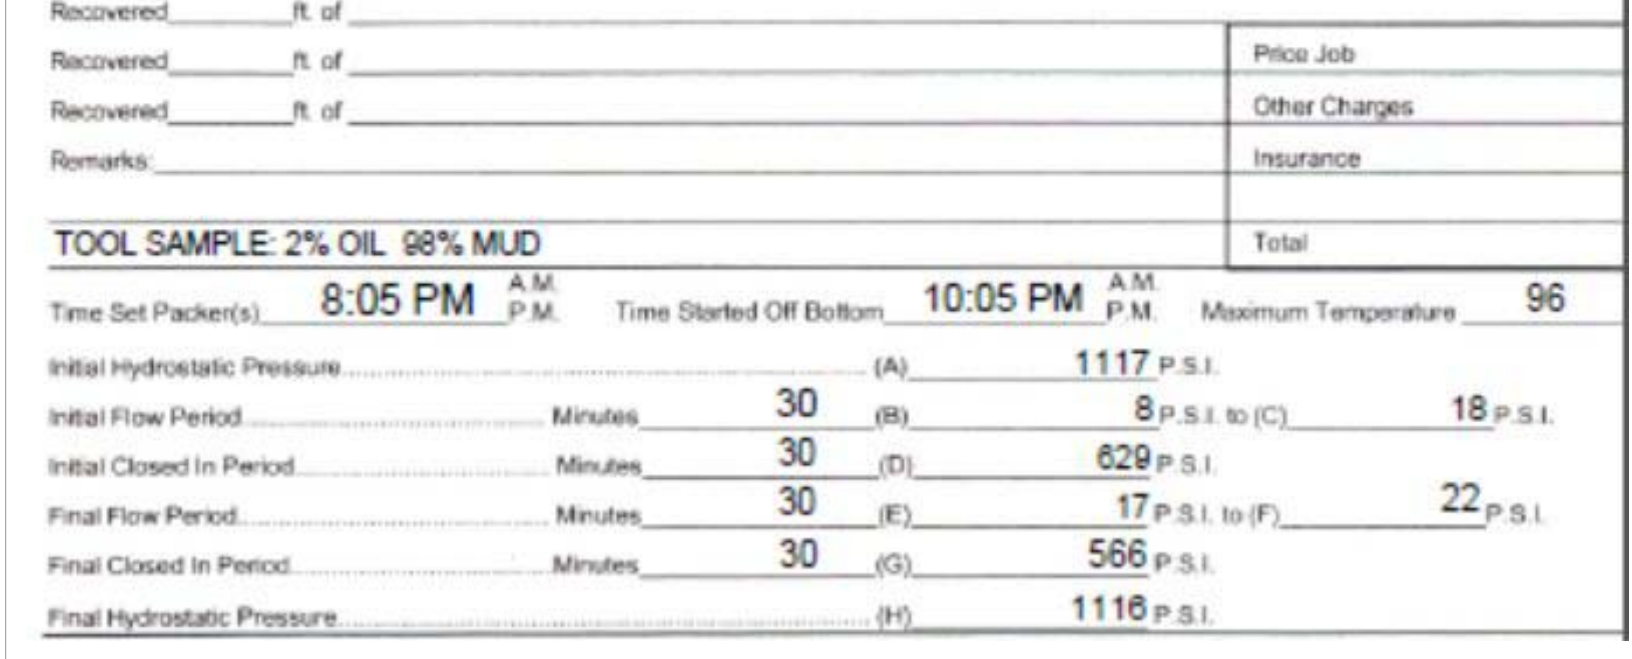 Recovered ft. of
Recovered ft. of
Price Job
Recovered ft. of
Other Charges
Remarks:
Insurance
TOOL SAMPLE: 2% OIL 98% MUD
Total
Time Set Packer(s) 8:05 PM A.M. P.M. Time Started Off Bottom 10:05 PM A.M. P.M. Maximum Temperature 96
Initial Hydrostatic Pressure (A) 1117 P.S.I.
Initial Flow Period Minutes 30 (B) 8 P.S.I. to (C) 18 P.S.I.
Initial Closed In Period Minutes 30 (D) 629 P.S.I.
Final Flow Period Minutes 30 (E) 17 P.S.I. to (F) 22 P.S.I.
Final Closed In Period Minutes 30 (G) 566 P.S.I.
Final Hydrostatic Pressure (H) 1116 P.S.I.